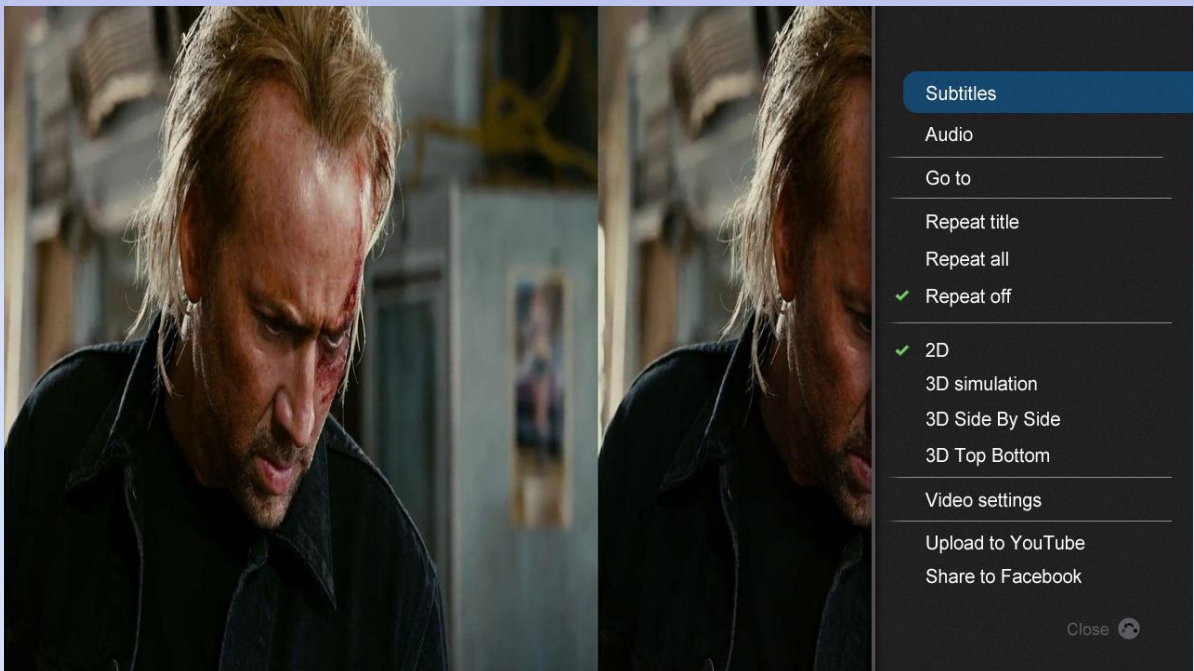 Subtitles
Audio
Go to
Repeat title
Repeat all
Repeat off
2D
3D simulation
3D Side By Side
3D Top Bottom
Video settings
Upload to YouTube
Share to Facebook
Close